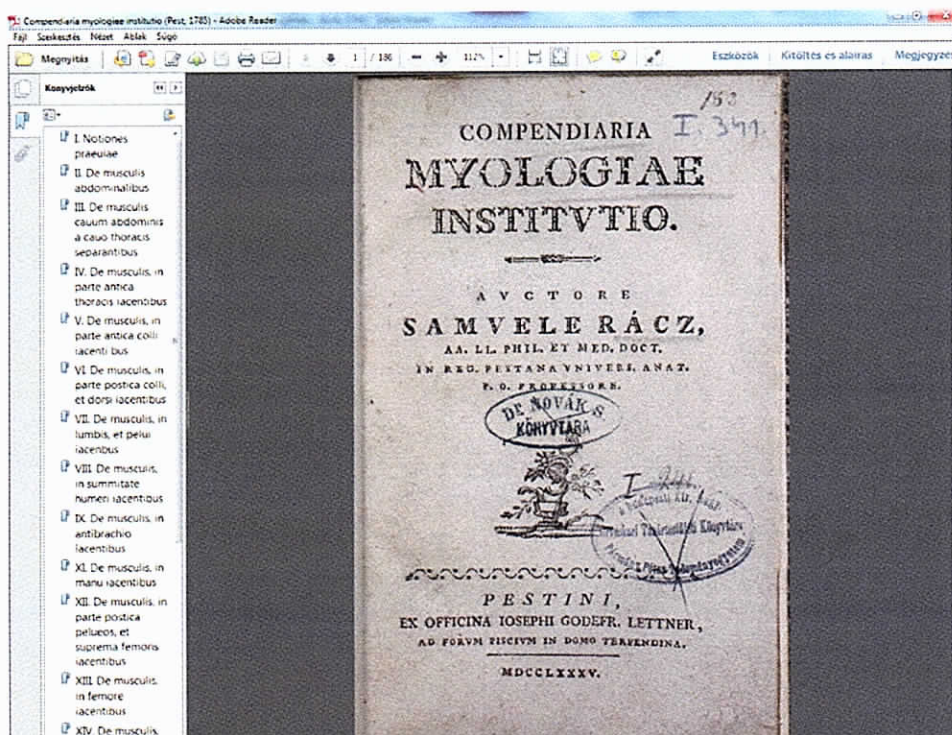 Compendiaria myologiae institutio (Pest, 1785) - Adobe Reader
Fájl Szerkesztés Nézet Ablak Súgó
Megnyitás 1 / 186 112% Eszközök Kitöltés és aláírás Megjegyzés
Könyvjelzők
I. Notiones
praeuiae
II. De musculis
abdominalibus
III. De musculis
cauum abdominis
a cauo thoracis
separantibus
IV. De musculis, in
parte antica
thoracis iacentibus
V. De musculis, in
parte antica colli
iacenti bus
VI. De musculis, in
parte postica colli,
et dorsi iacentibus
VII. De musculis, in
lumbis, et pelui
iacenbus
VIII. De musculis,
in summitate
humeri iacentibus
IX. De musculis, in
antibrachio
iacentibus
XI. De musculis, in
manu iacentibus
XII. De musculis, in
parte postica
pelueos, et
suprema femoris
iacentibus
XIII. De musculis,
in femore
iacentibus
XIV. De musculis,
I. 341.
COMPENDIARIA
MYOLOGIAE
INSTITVTIO.
AVCTORE
SAMVELE RÁCZ,
AA. LL. PHIL. ET MED. DOCT.
IN REG. PESTANA VNIVERS. ANAT.
P. O. PROFESSORE.
DE NOVÁK S.
KÖNYVTÁRA
I 241.
PESTINI,
EX OFFICINA IOSEPHI GODEFR. LETTNER,
AD FORVM PISCIVM IN DOMO TERPENDINA.
MDCCLXXXV.